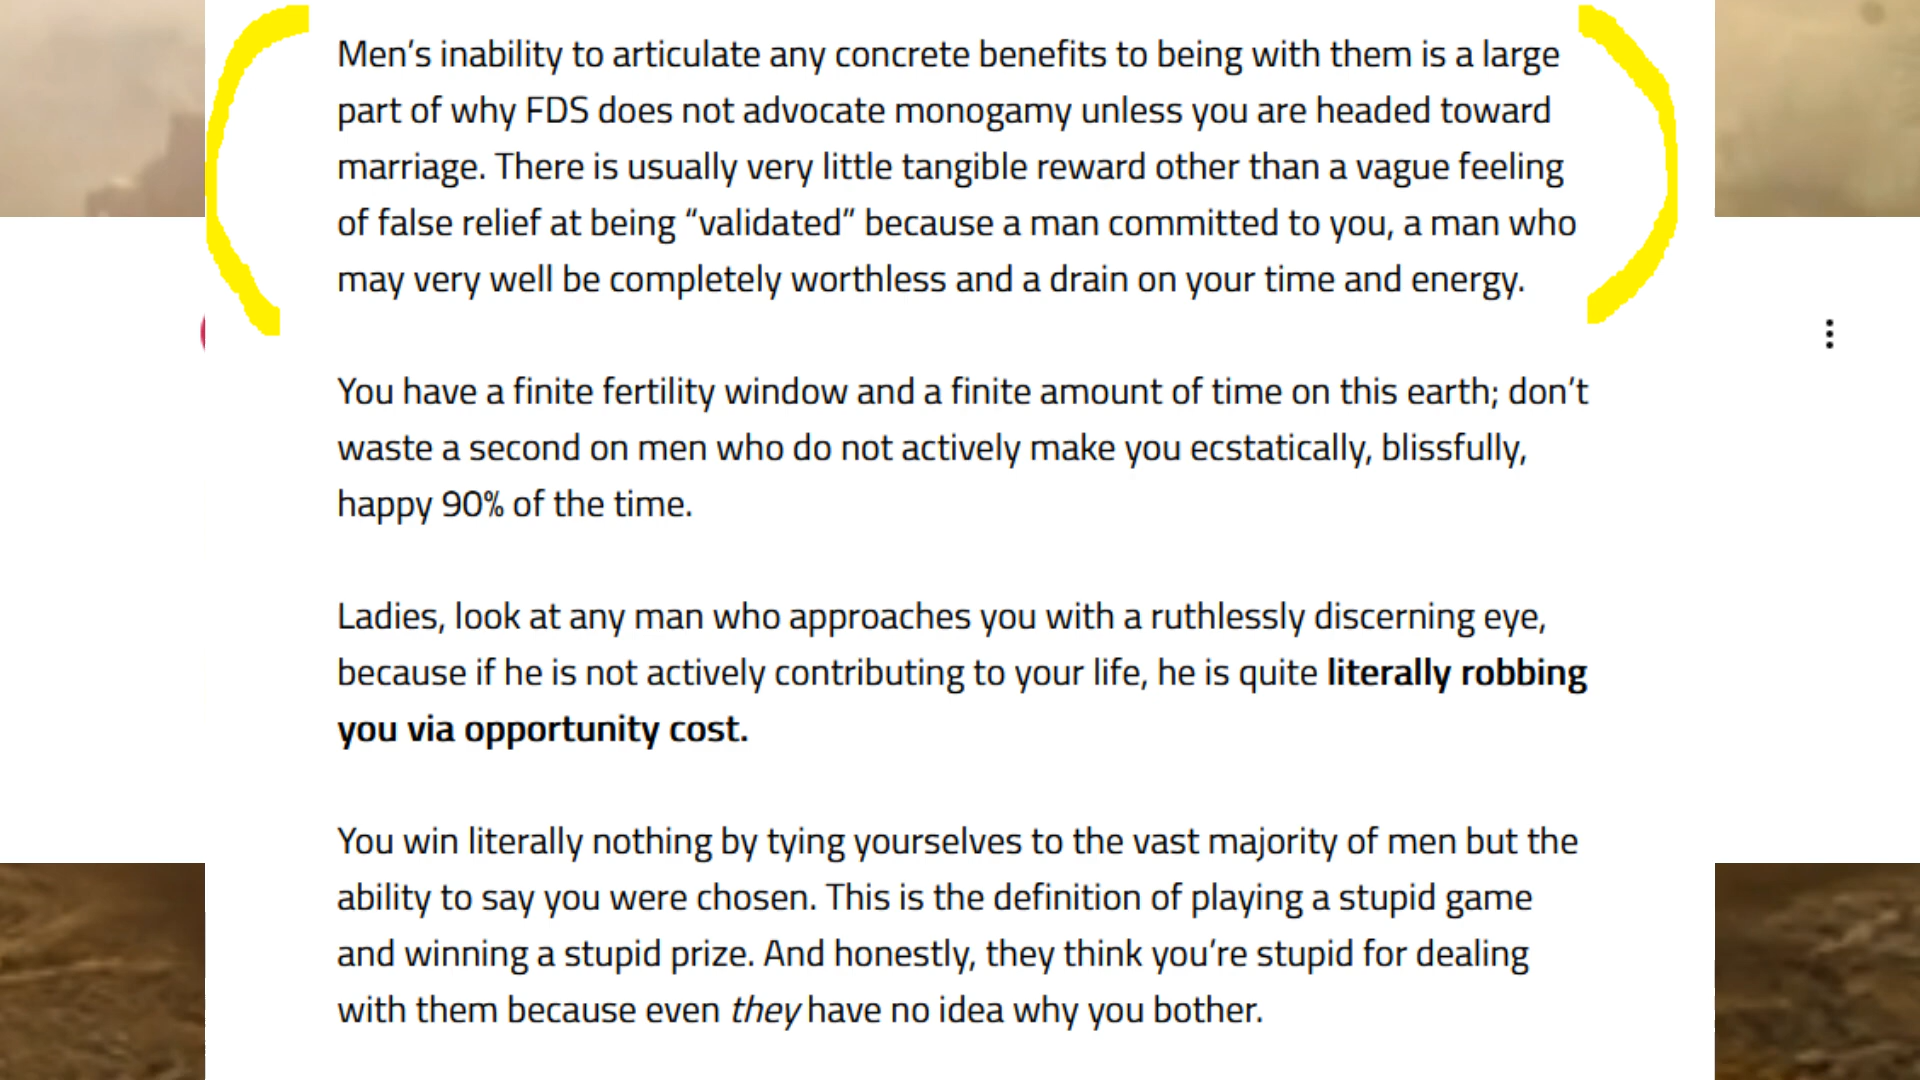 Men’s inability to articulate any concrete benefits to being with them is a large
part of why FDS does not advocate monogamy unless you are headed toward
marriage. There is usually very little tangible reward other than a vague feeling
of false relief at being “validated” because a man committed to you, a man who
may very well be completely worthless and a drain on your time and energy.
You have a finite fertility window and a finite amount of time on this earth; don’t
waste a second on men who do not actively make you ecstatically, blissfully,
happy 90% of the time.
Ladies, look at any man who approaches you with a ruthlessly discerning eye,
because if he is not actively contributing to your life, he is quite literally robbing
you via opportunity cost.
You win literally nothing by tying yourselves to the vast majority of men but the
ability to say you were chosen. This is the definition of playing a stupid game
and winning a stupid prize. And honestly, they think you’re stupid for dealing
with them because even they have no idea why you bother.